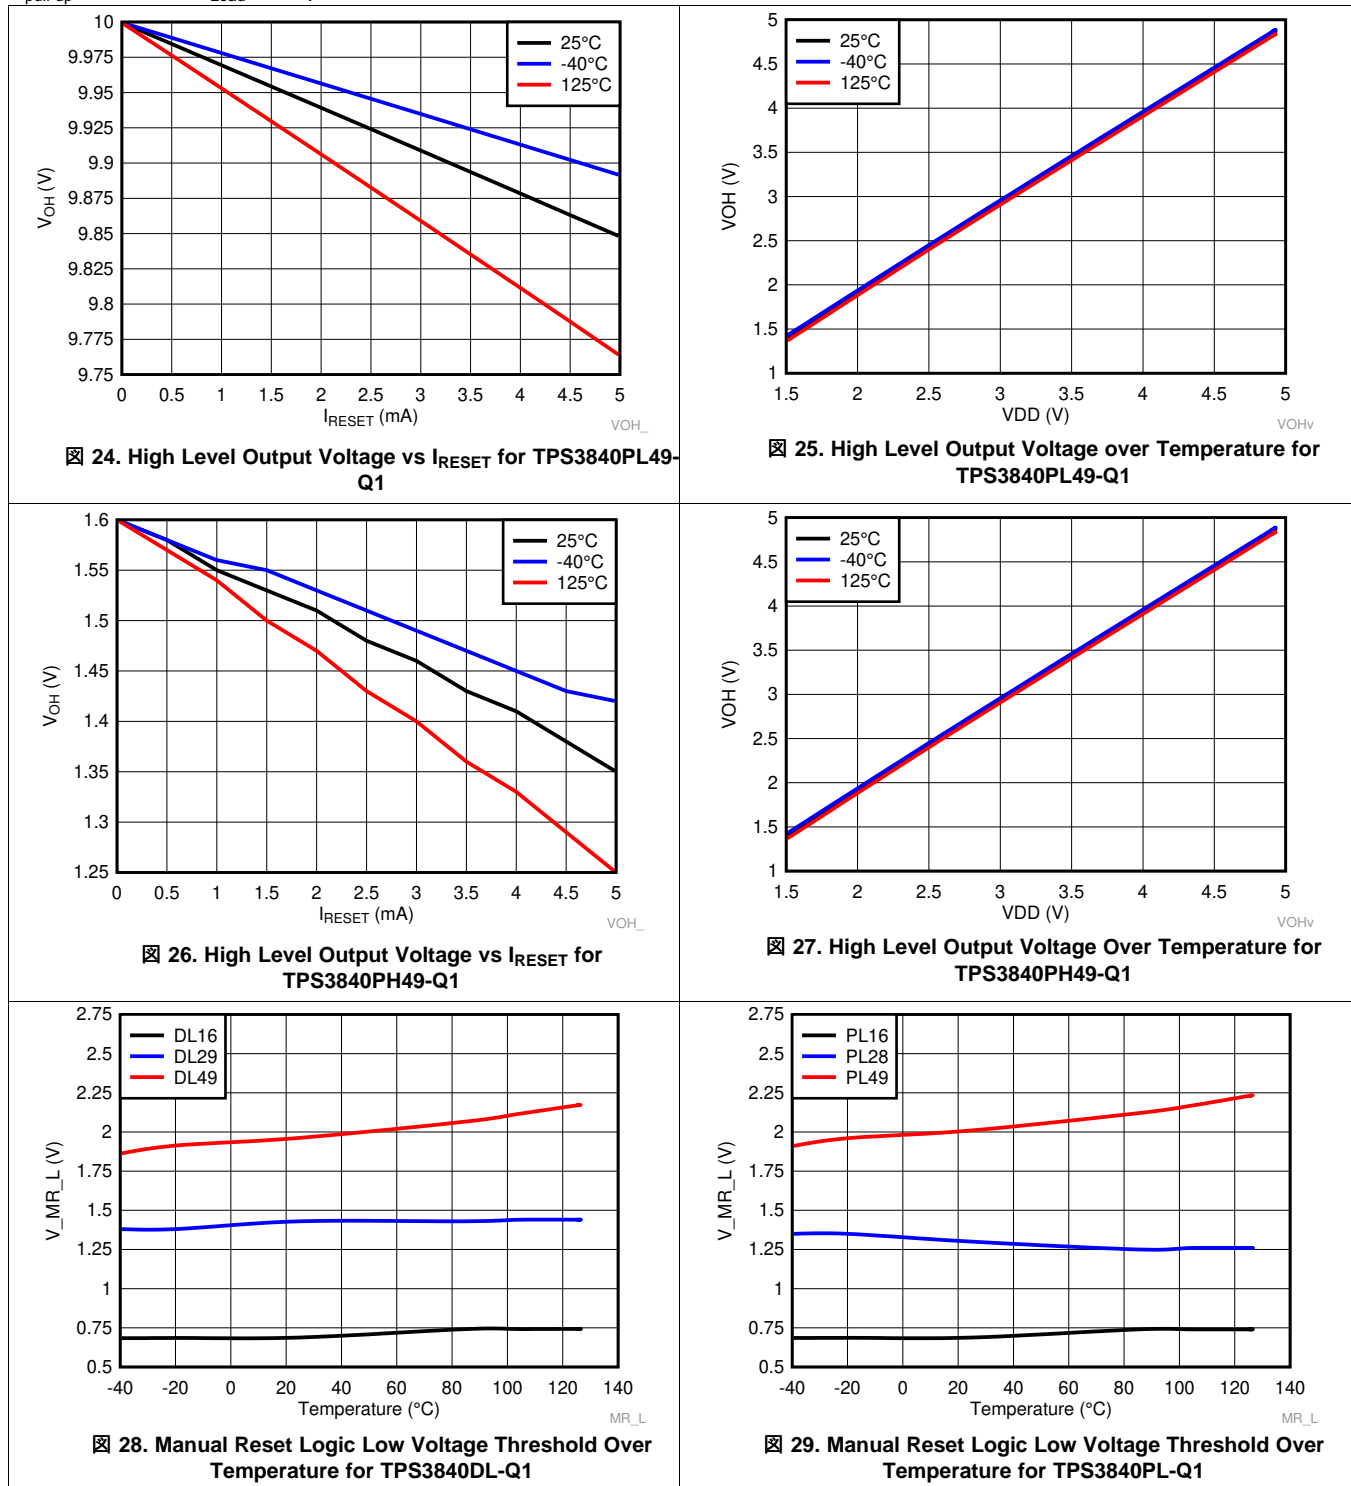 10
9.975
9.95
9.925
9.9
9.875
9.85
9.825
9.8
9.775
9.75
V_OH (V)
25°C
-40°C
125°C
0 0.5 1 1.5 2 2.5 3 3.5 4 4.5 5
I_RESET (mA)
VOH_
図 24. High Level Output Voltage vs I_RESET for TPS3840PL49-
Q1
5
4.5
4
3.5
3
2.5
2
1.5
1
VOH (V)
25°C
-40°C
125°C
1.5 2 2.5 3 3.5 4 4.5 5
VDD (V)
VOHv
図 25. High Level Output Voltage over Temperature for
TPS3840PL49-Q1
1.6
1.55
1.5
1.45
1.4
1.35
1.3
1.25
V_OH (V)
25°C
-40°C
125°C
0 0.5 1 1.5 2 2.5 3 3.5 4 4.5 5
I_RESET (mA)
VOH_
図 26. High Level Output Voltage vs I_RESET for
TPS3840PH49-Q1
5
4.5
4
3.5
3
2.5
2
1.5
1
VOH (V)
25°C
-40°C
125°C
1.5 2 2.5 3 3.5 4 4.5 5
VDD (V)
VOHv
図 27. High Level Output Voltage Over Temperature for
TPS3840PH49-Q1
2.75
2.5
2.25
2
1.75
1.5
1.25
1
0.75
0.5
V_MR_L (V)
DL16
DL29
DL49
-40 -20 0 20 40 60 80 100 120 140
Temperature (°C)
MR_L
図 28. Manual Reset Logic Low Voltage Threshold Over
Temperature for TPS3840DL-Q1
2.75
2.5
2.25
2
1.75
1.5
1.25
1
0.75
0.5
V_MR_L (V)
PL16
PL28
PL49
-40 -20 0 20 40 60 80 100 120 140
Temperature (°C)
MR_L
図 29. Manual Reset Logic Low Voltage Threshold Over
Temperature for TPS3840PL-Q1